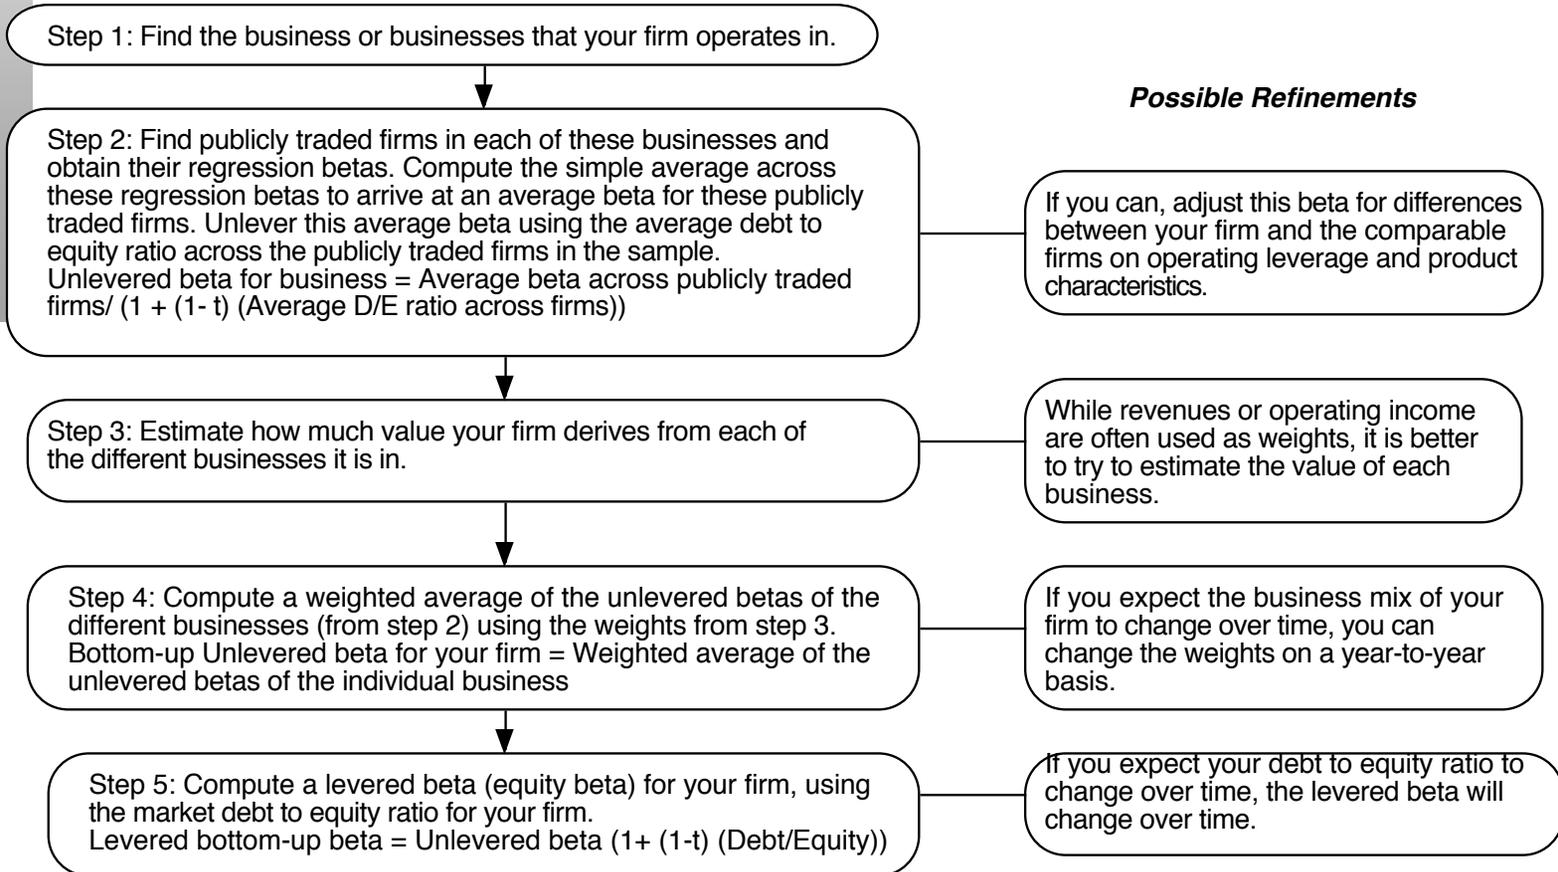 Step 1: Find the business or businesses that your firm operates in.
Possible Refinements
Step 2: Find publicly traded firms in each of these businesses and
obtain their regression betas. Compute the simple average across
these regression betas to arrive at an average beta for these publicly
traded firms. Unlever this average beta using the average debt to
equity ratio across the publicly traded firms in the sample.
Unlevered beta for business = Average beta across publicly traded
firms/ (1 + (1- t) (Average D/E ratio across firms))
If you can, adjust this beta for differences
between your firm and the comparable
firms on operating leverage and product
characteristics.
Step 3: Estimate how much value your firm derives from each of
the different businesses it is in.
While revenues or operating income
are often used as weights, it is better
to try to estimate the value of each
business.
Step 4: Compute a weighted average of the unlevered betas of the
different businesses (from step 2) using the weights from step 3.
Bottom-up Unlevered beta for your firm = Weighted average of the
unlevered betas of the individual business
If you expect the business mix of your
firm to change over time, you can
change the weights on a year-to-year
basis.
Step 5: Compute a levered beta (equity beta) for your firm, using
the market debt to equity ratio for your firm.
Levered bottom-up beta = Unlevered beta (1+ (1-t) (Debt/Equity))
If you expect your debt to equity ratio to
change over time, the levered beta will
change over time.